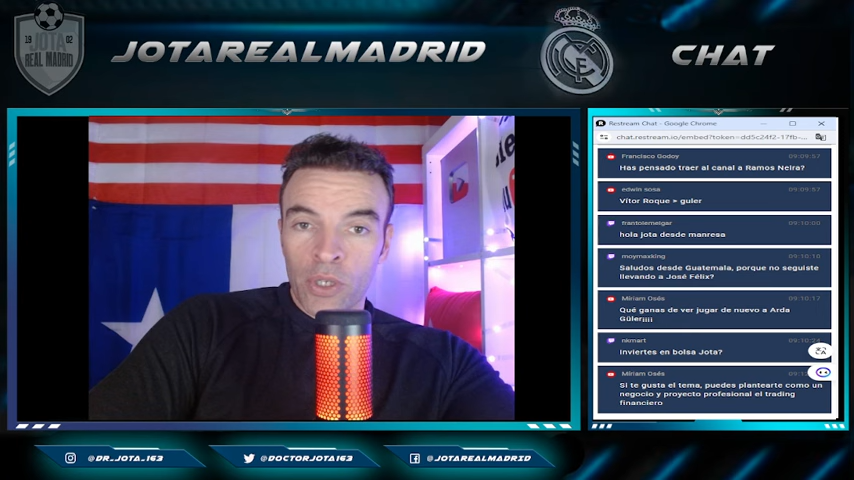 19 02
JOTA
REAL MADRID
JOTAREALMADRID
CHAT
Restream Chat - Google Chrome
chat.restream.io/embed?token=dd5c24f2-17fb-...
Francisco Godoy 09:09:57
Has pensado traer al canal a Ramos Neira?
edwin sosa 09:09:57
Vítor Roque > guler
frantolemelgar 09:10:00
hola jota desde manresa
moymaxking 09:10:10
Saludos desde Guatemala, porque no seguiste
llevando a José Félix?
Miriam Osés 09:10:17
Qué ganas de ver jugar de nuevo a Arda
Güler¡¡¡¡
nkmart
Inviertes en bolsa Jota?
Miriam Osés
Si te gusta el tema, puedes plantearte como un
negocio y proyecto profesional el trading
financiero
@DR_JOTA_163
@DOCTORJOTA163
@JOTAREALMADRID